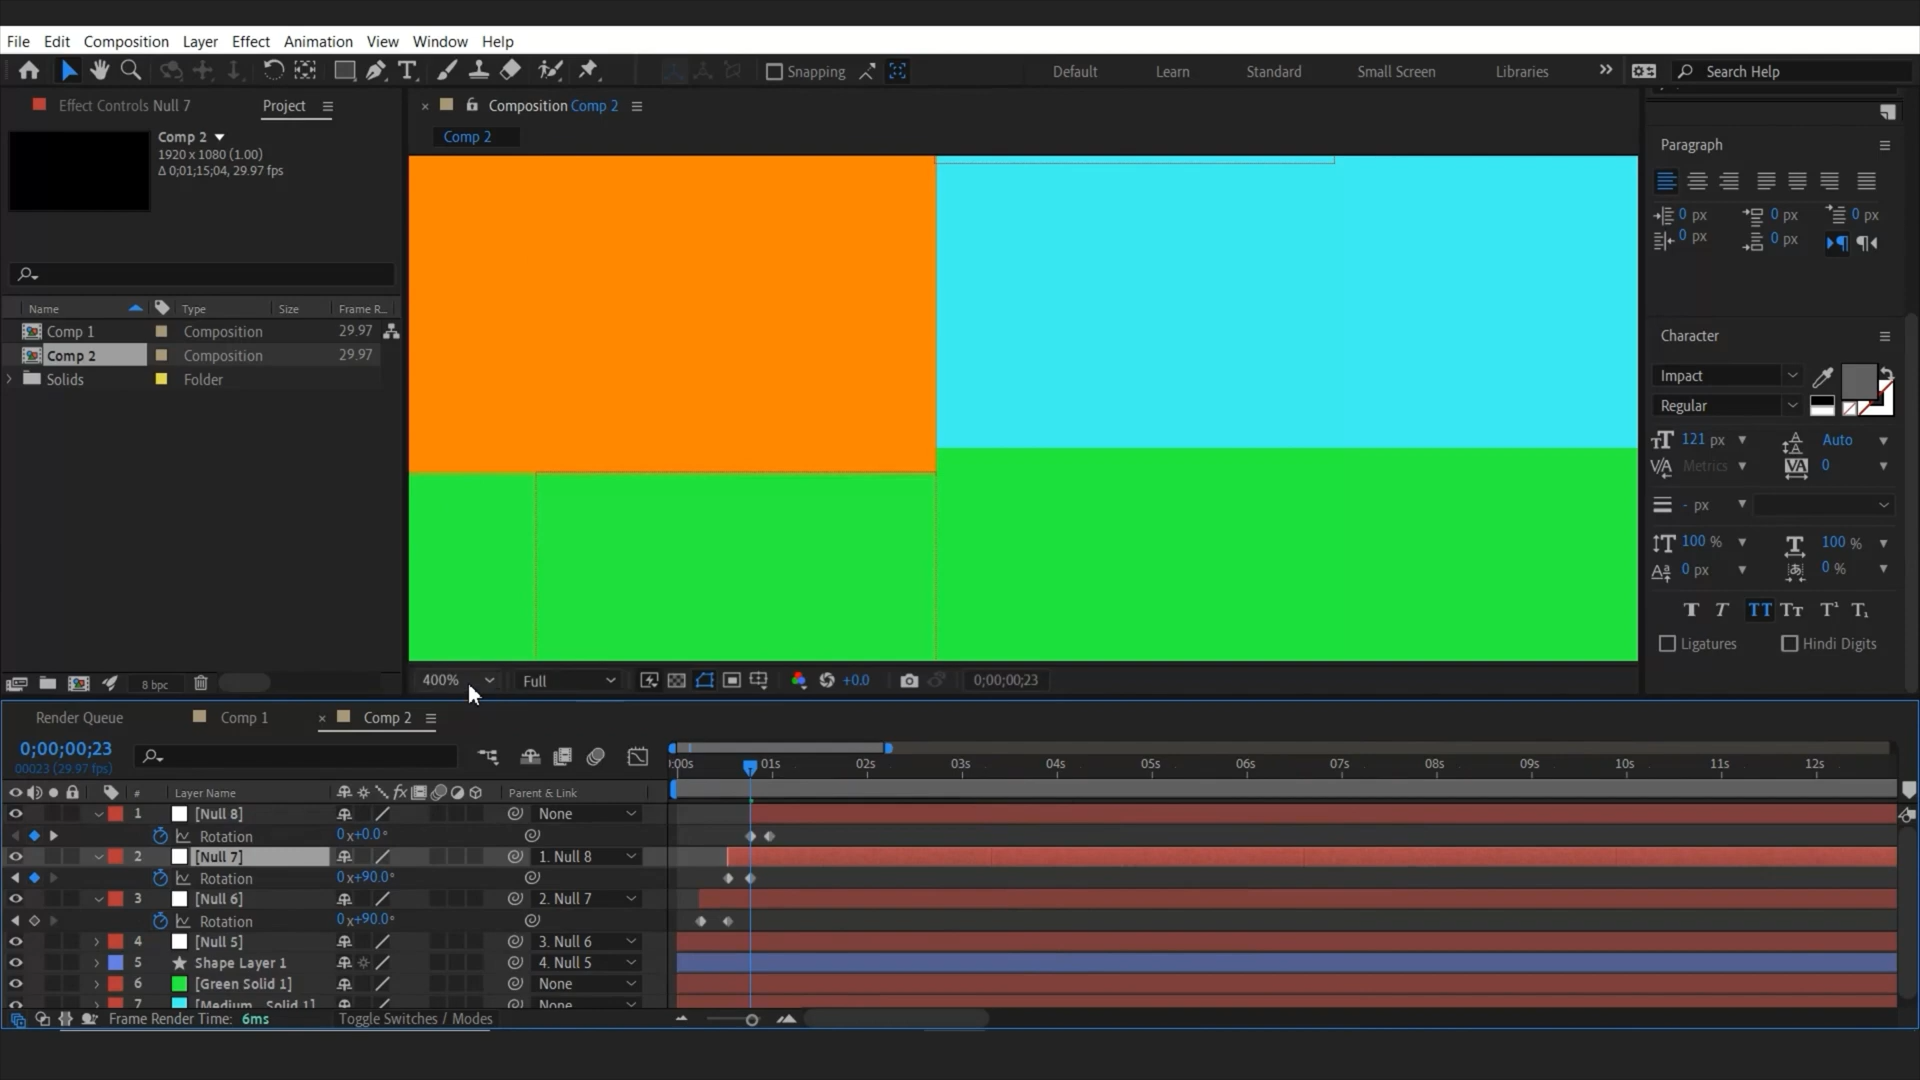 File Edit Composition Layer Effect Animation View Window Help
Snapping Default Learn Standard Small Screen Libraries Search Help
Effect Controls Null 7 Project
Composition Comp 2
Comp 2
Comp 2
1920 x 1080 (1.00)
Δ 0;01;15;04, 29.97 fps
Name Type Size Frame R...
Comp 1 Composition 29.97
Comp 2 Composition 29.97
Solids Folder
8 bpc
400% Full +0.0 0;00;00;23
Paragraph
0 px 0 px 0 px
0 px 0 px
Character
Impact
Regular
121 px Auto
Metrics 0
- px
100 % 100 %
0 px 0 %
T T TT Tᴛ T¹ T₁
Ligatures Hindi Digits
Render Queue Comp 1 Comp 2
0;00;00;23
00023 (29.97 fps)
:00s 01s 02s 03s 04s 05s 06s 07s 08s 09s 10s 11s 12s
# Layer Name fx Parent & Link
1 [Null 8] None
Rotation 0x+0.0°
2 [Null 7] 1. Null 8
Rotation 0x+90.0°
3 [Null 6] 2. Null 7
Rotation 0x+90.0°
4 [Null 5] 3. Null 6
5 Shape Layer 1 4. Null 5
6 [Green Solid 1] None
7 [Medium ... Solid 1] None
Frame Render Time: 6ms Toggle Switches / Modes